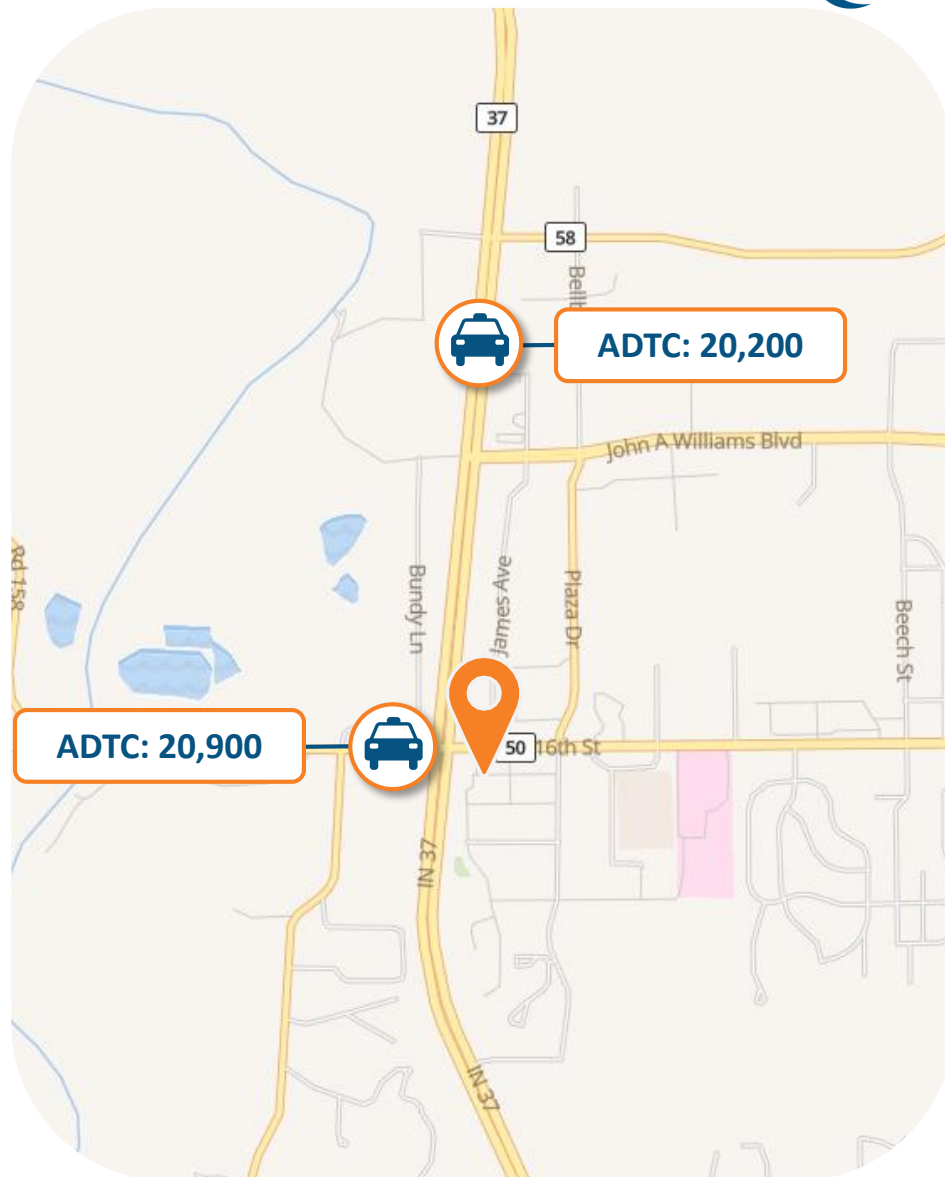 37
58
ADTC: 20,200
John A Williams Blvd
Rd 158
Bundy Ln
James Ave
Plaza Dr
Beech St
ADTC: 20,900
50
16th St
IN 37
IN 37